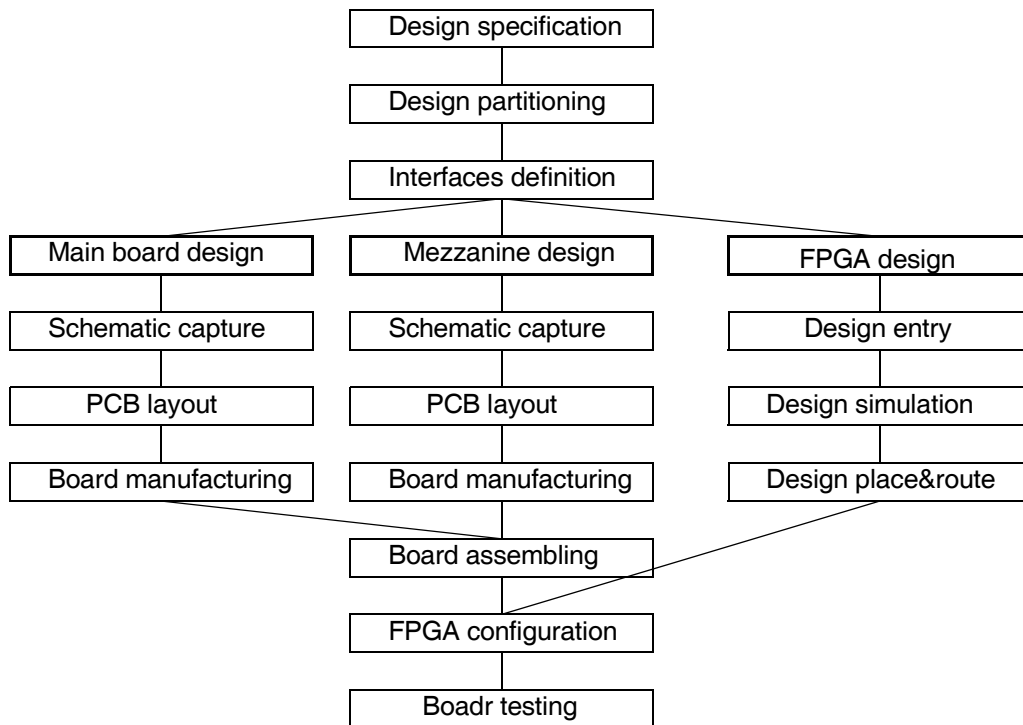 Design specification
Design partitioning
Interfaces definition
Main board design
Mezzanine design
FPGA design
Schematic capture
Schematic capture
Design entry
PCB layout
PCB layout
Design simulation
Board manufacturing
Board manufacturing
Design place&route
Board assembling
FPGA configuration
Boadr testing